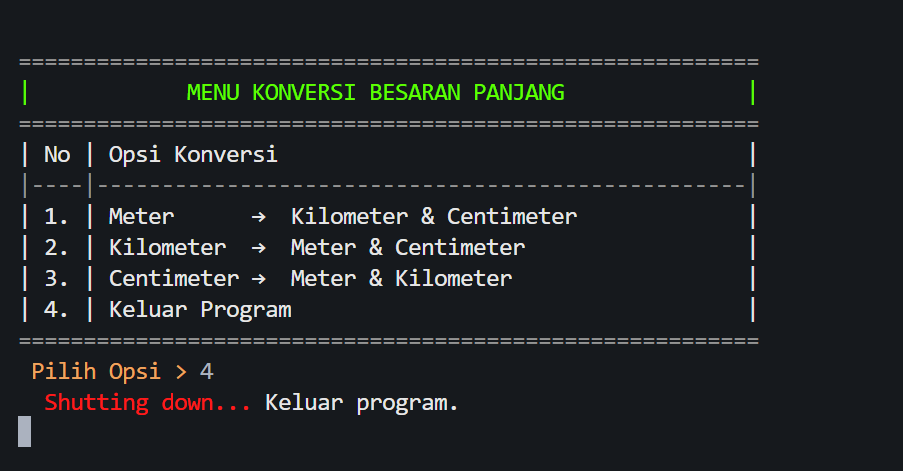 =========================================================
|            MENU KONVERSI BESARAN PANJANG              |
=========================================================
| No | Opsi Konversi                                    |
|----|--------------------------------------------------|
| 1. | Meter      →  Kilometer & Centimeter             |
| 2. | Kilometer  →  Meter & Centimeter                 |
| 3. | Centimeter →  Meter & Kilometer                  |
| 4. | Keluar Program                                   |
=========================================================
Pilih Opsi > 4
Shutting down... Keluar program.